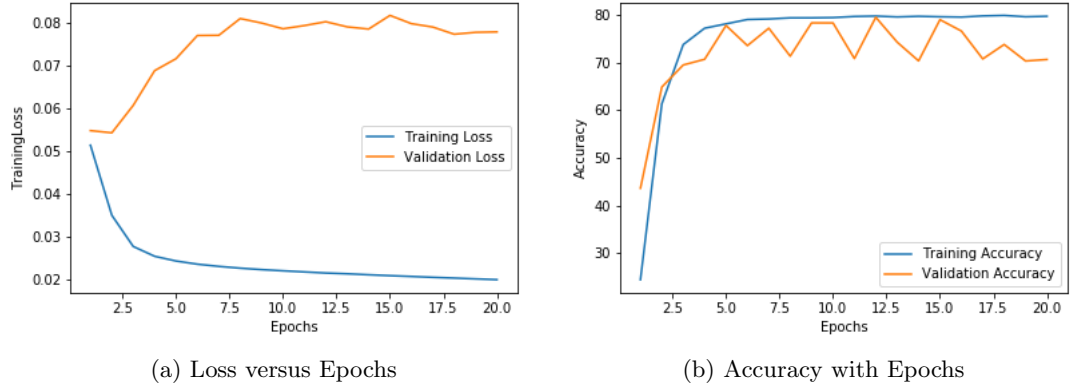 0.08
0.07
0.06
0.05
0.04
0.03
0.02
TrainingLoss
Training Loss
Validation Loss
2.5 5.0 7.5 10.0 12.5 15.0 17.5 20.0
Epochs
(a) Loss versus Epochs
80
70
60
50
40
30
Accuracy
Training Accuracy
Validation Accuracy
2.5 5.0 7.5 10.0 12.5 15.0 17.5 20.0
Epochs
(b) Accuracy with Epochs